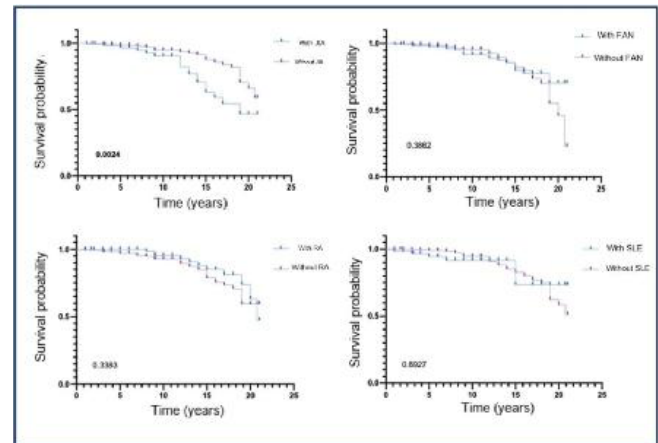 Survival probability
1.0
0.5
0.0
0 5 10 15 20 25
Time (years)
With JIA
Without JIA
0.0024
Survival probability
1.0
0.5
0.0
0 5 10 15 20 25
Time (years)
With FAN
Without FAN
Survival probability
1.0
0.5
0.0
0 5 10 15 20 25
Time (years)
With RA
Without RA
0.3383
Survival probability
1.0
0.5
0.0
0 5 10 15 20 25
Time (years)
With SLE
Without SLE